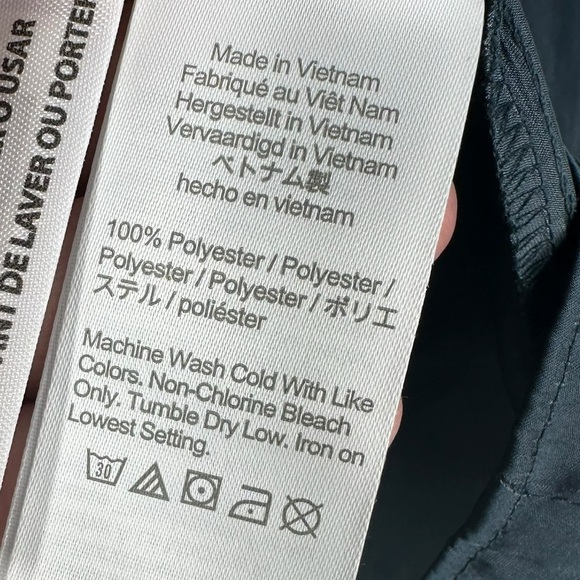 O USAR
ANT DE LAVER OU PORTER
Made in Vietnam
Fabriqué au Viêt Nam
Hergestellt in Vietnam
Vervaardigd in Vietnam
ベトナム製
hecho en vietnam
100% Polyester / Polyester /
Polyester / Polyester / ポリエ
ステル / poliéster
Machine Wash Cold With Like
Colors. Non-Chlorine Bleach
Only. Tumble Dry Low. Iron on
Lowest Setting.
30